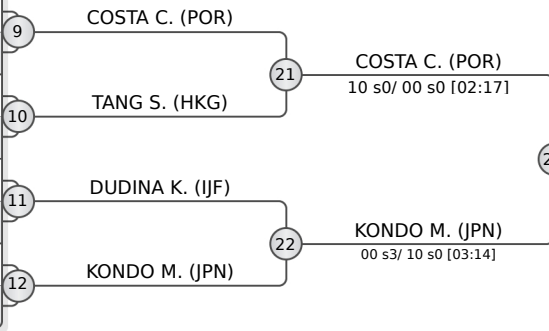 9
COSTA C. (POR)
21
COSTA C. (POR)
10 s0/ 00 s0 [02:17]
10
TANG S. (HKG)
11
DUDINA K. (IJF)
22
KONDO M. (JPN)
00 s3/ 10 s0 [03:14]
12
KONDO M. (JPN)